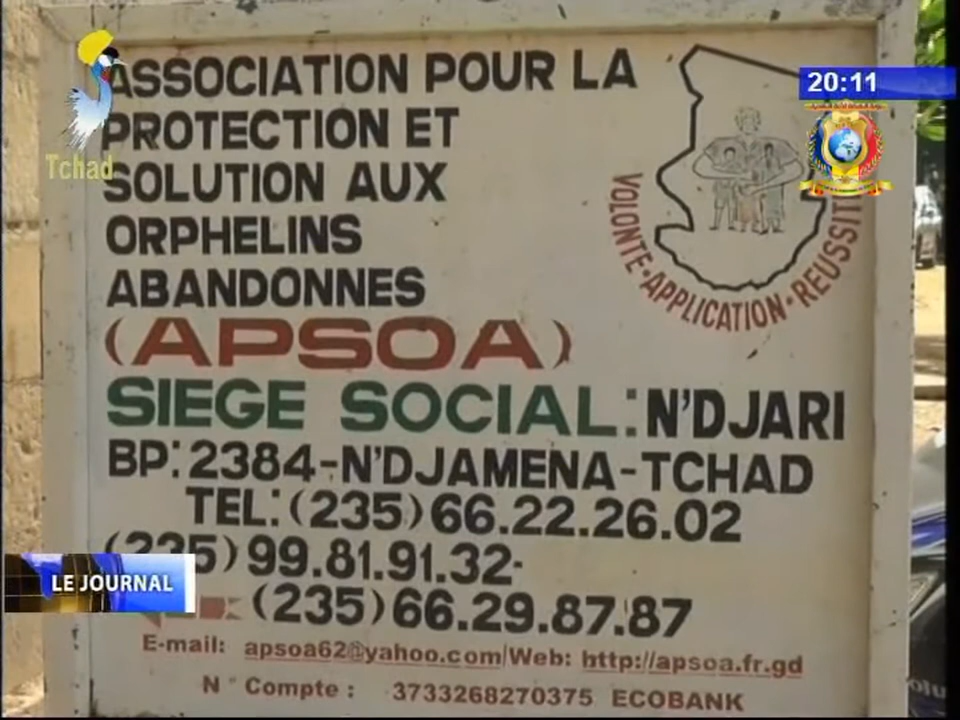 ASSOCIATION POUR LA
PROTECTION ET
SOLUTION AUX
ORPHELINS
ABANDONNES
(APSOA)
SIEGE SOCIAL: N'DJARI
BP: 2384-N'DJAMENA-TCHAD
TEL: (235) 66.22.26.02
(235) 99.81.91.32-
(235) 66.29.87.87
E-mail: apsoa62@yahoo.com/Web: http://apsoa.fr.gd
N° Compte : 3733268270375 ECOBANK
VOLONTE • APPLICATION • REUSSIT
20:11
Tchad
LE JOURNAL